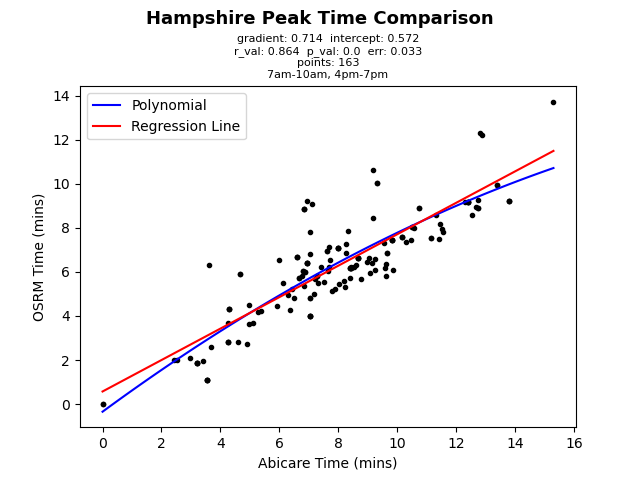 Hampshire Peak Time Comparison
gradient: 0.714  intercept: 0.572
r_val: 0.864  p_val: 0.0  err: 0.033
points: 163
7am-10am, 4pm-7pm
Polynomial
Regression Line
OSRM Time (mins)
14
12
10
8
6
4
2
0
0 2 4 6 8 10 12 14 16
Abicare Time (mins)